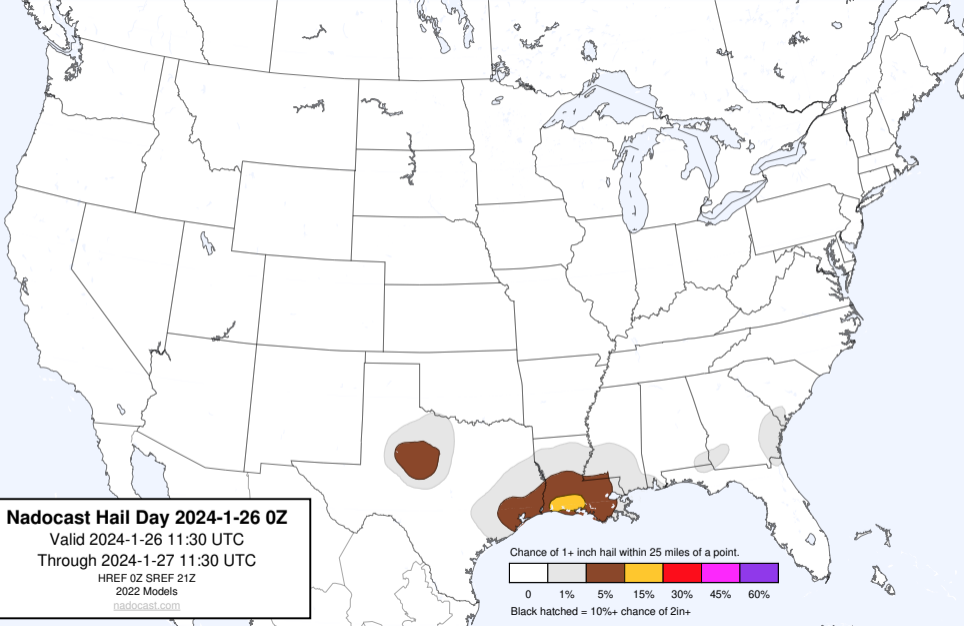 Nadocast Hail Day 2024-1-26 0Z
Valid 2024-1-26 11:30 UTC
Through 2024-1-27 11:30 UTC
HREF 0Z SREF 21Z
2022 Models
nadocast.com
Chance of 1+ inch hail within 25 miles of a point.
0 1% 5% 15% 30% 45% 60%
Black hatched = 10%+ chance of 2in+